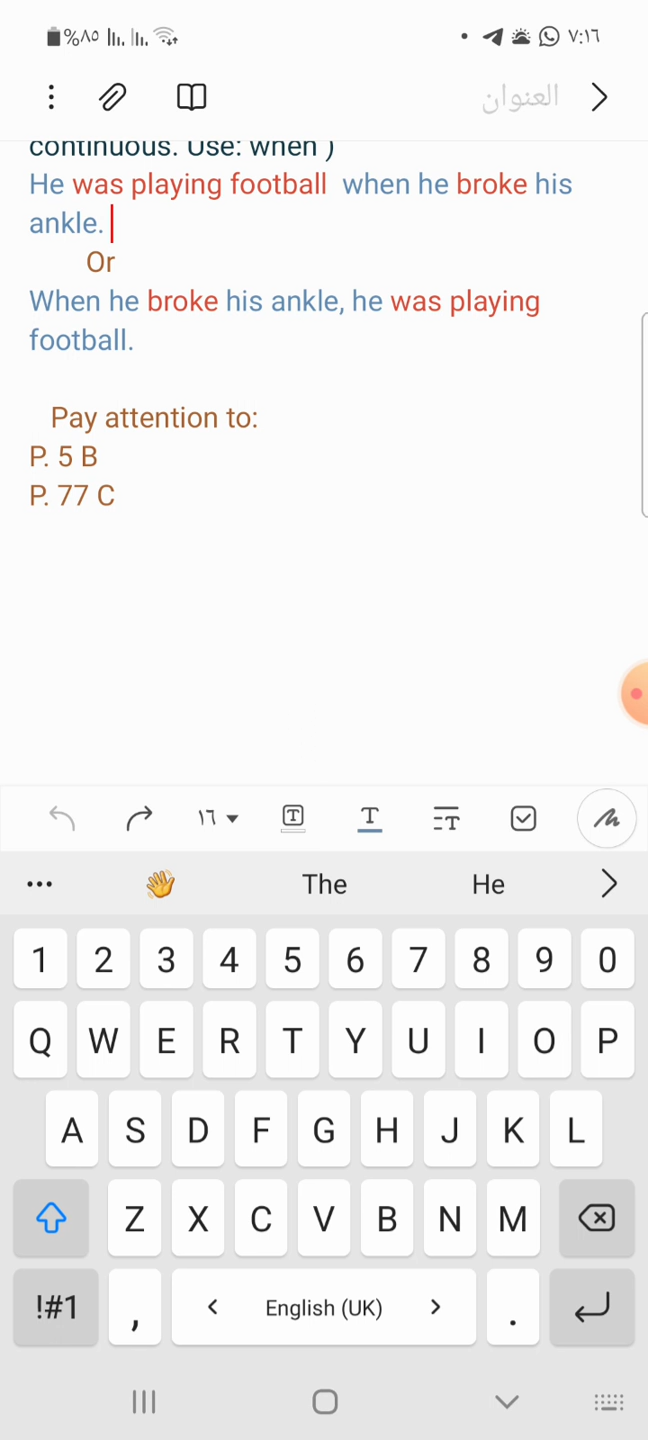 %٨٥ ٧:١٦
العنوان
continuous. Use: when )
He was playing football when he broke his
ankle.
Or
When he broke his ankle, he was playing
football.
Pay attention to:
P. 5 B
P. 77 C
١٦ T T T
... The He
1 2 3 4 5 6 7 8 9 0
Q W E R T Y U I O P
A S D F G H J K L
Z X C V B N M
!#1 , < English (UK) > .